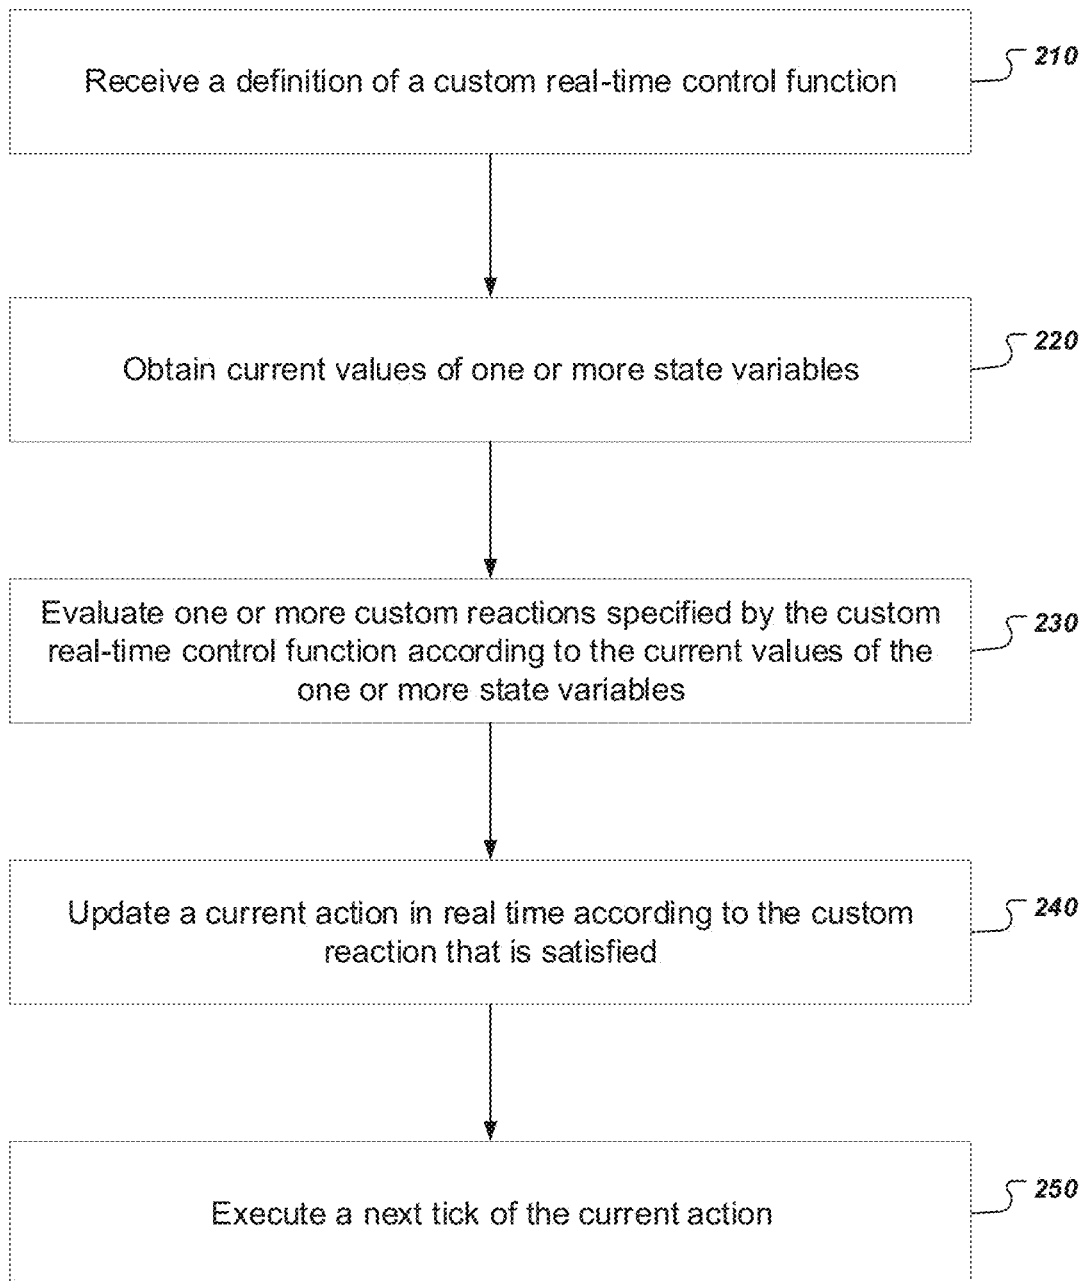 Receive a definition of a custom real-time control function
210
Obtain current values of one or more state variables
220
Evaluate one or more custom reactions specified by the custom
real-time control function according to the current values of the
one or more state variables
230
Update a current action in real time according to the custom
reaction that is satisfied
240
Execute a next tick of the current action
250